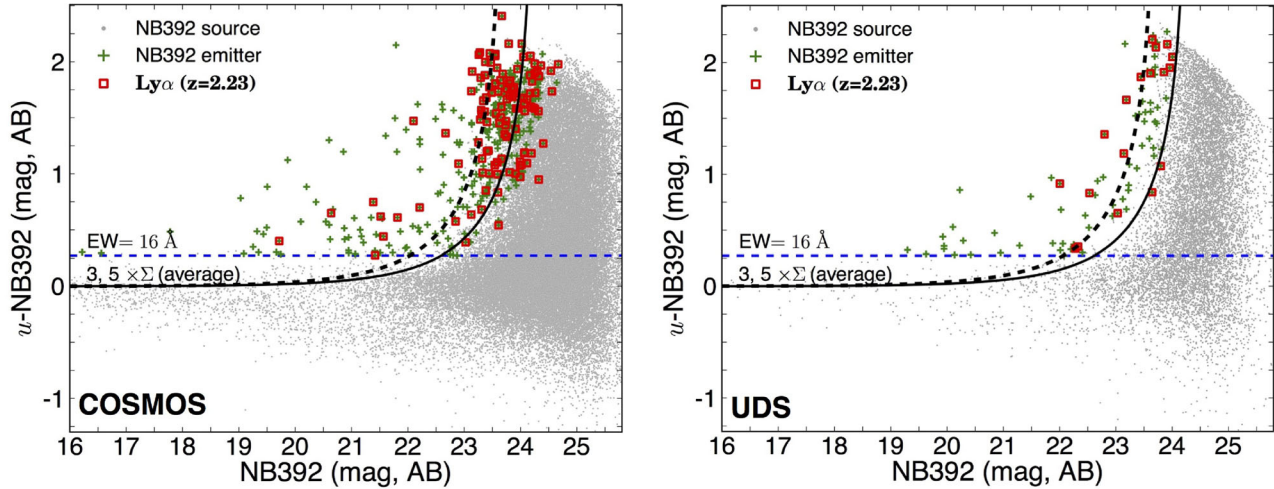 2
1
0
-1
u-NB392 (mag, AB)
NB392 source
NB392 emitter
Lyα (z=2.23)
EW= 16 Å
3, 5 ×Σ (average)
COSMOS
16 17 18 19 20 21 22 23 24 25
NB392 (mag, AB)
2
1
0
-1
u-NB392 (mag, AB)
NB392 source
NB392 emitter
Lyα (z=2.23)
EW= 16 Å
3, 5 ×Σ (average)
UDS
16 17 18 19 20 21 22 23 24 25
NB392 (mag, AB)